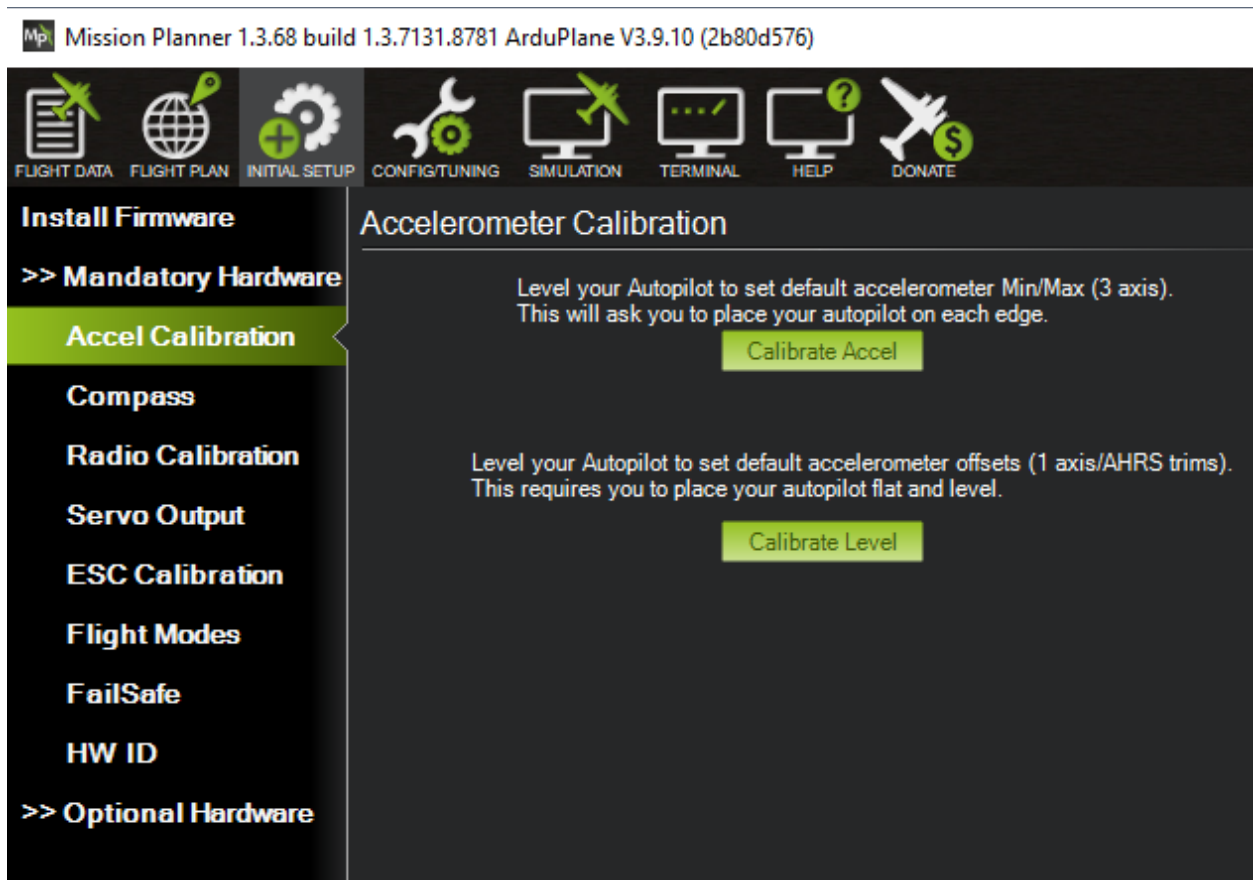 Mission Planner 1.3.68 build 1.3.7131.8781 ArduPlane V3.9.10 (2b80d576)
FLIGHT DATA FLIGHT PLAN INITIAL SETUP CONFIG/TUNING SIMULATION TERMINAL HELP DONATE
Install Firmware
>> Mandatory Hardware
Accel Calibration
Compass
Radio Calibration
Servo Output
ESC Calibration
Flight Modes
FailSafe
HW ID
>> Optional Hardware
Accelerometer Calibration
Level your Autopilot to set default accelerometer Min/Max (3 axis).
This will ask you to place your autopilot on each edge.
Calibrate Accel
Level your Autopilot to set default accelerometer offsets (1 axis/AHRS trims).
This requires you to place your autopilot flat and level.
Calibrate Level